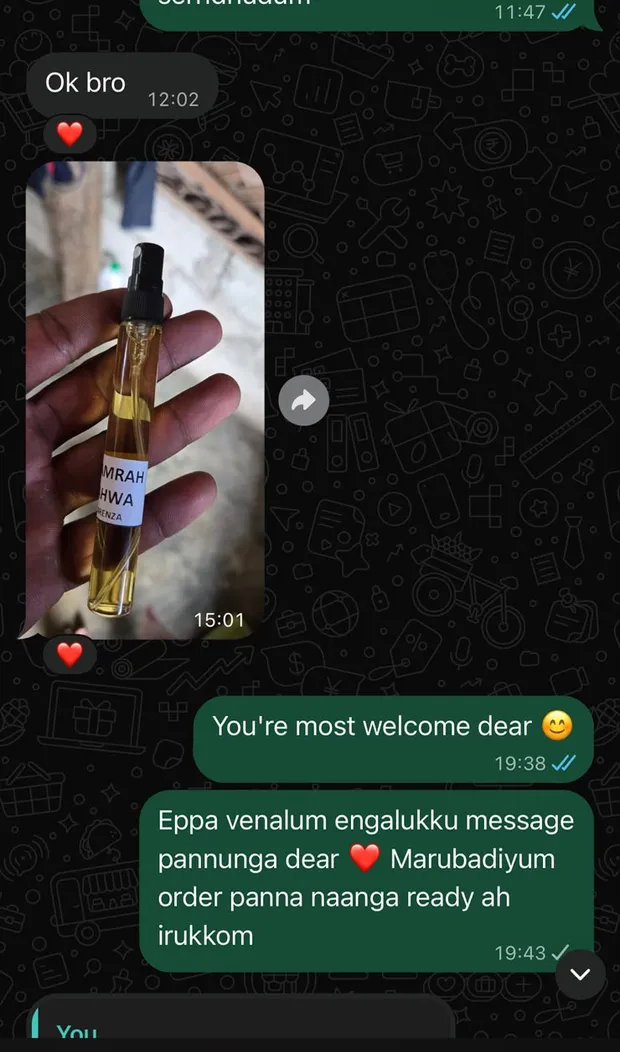 11:47
Ok bro
12:02
AMRAH
HWA
RENZA
15:01
You're most welcome dear 😊
19:38
Eppa venalum engalukku message
pannunga dear ❤️ Marubadiyum
order panna naanga ready ah
irukkom
19:43
You